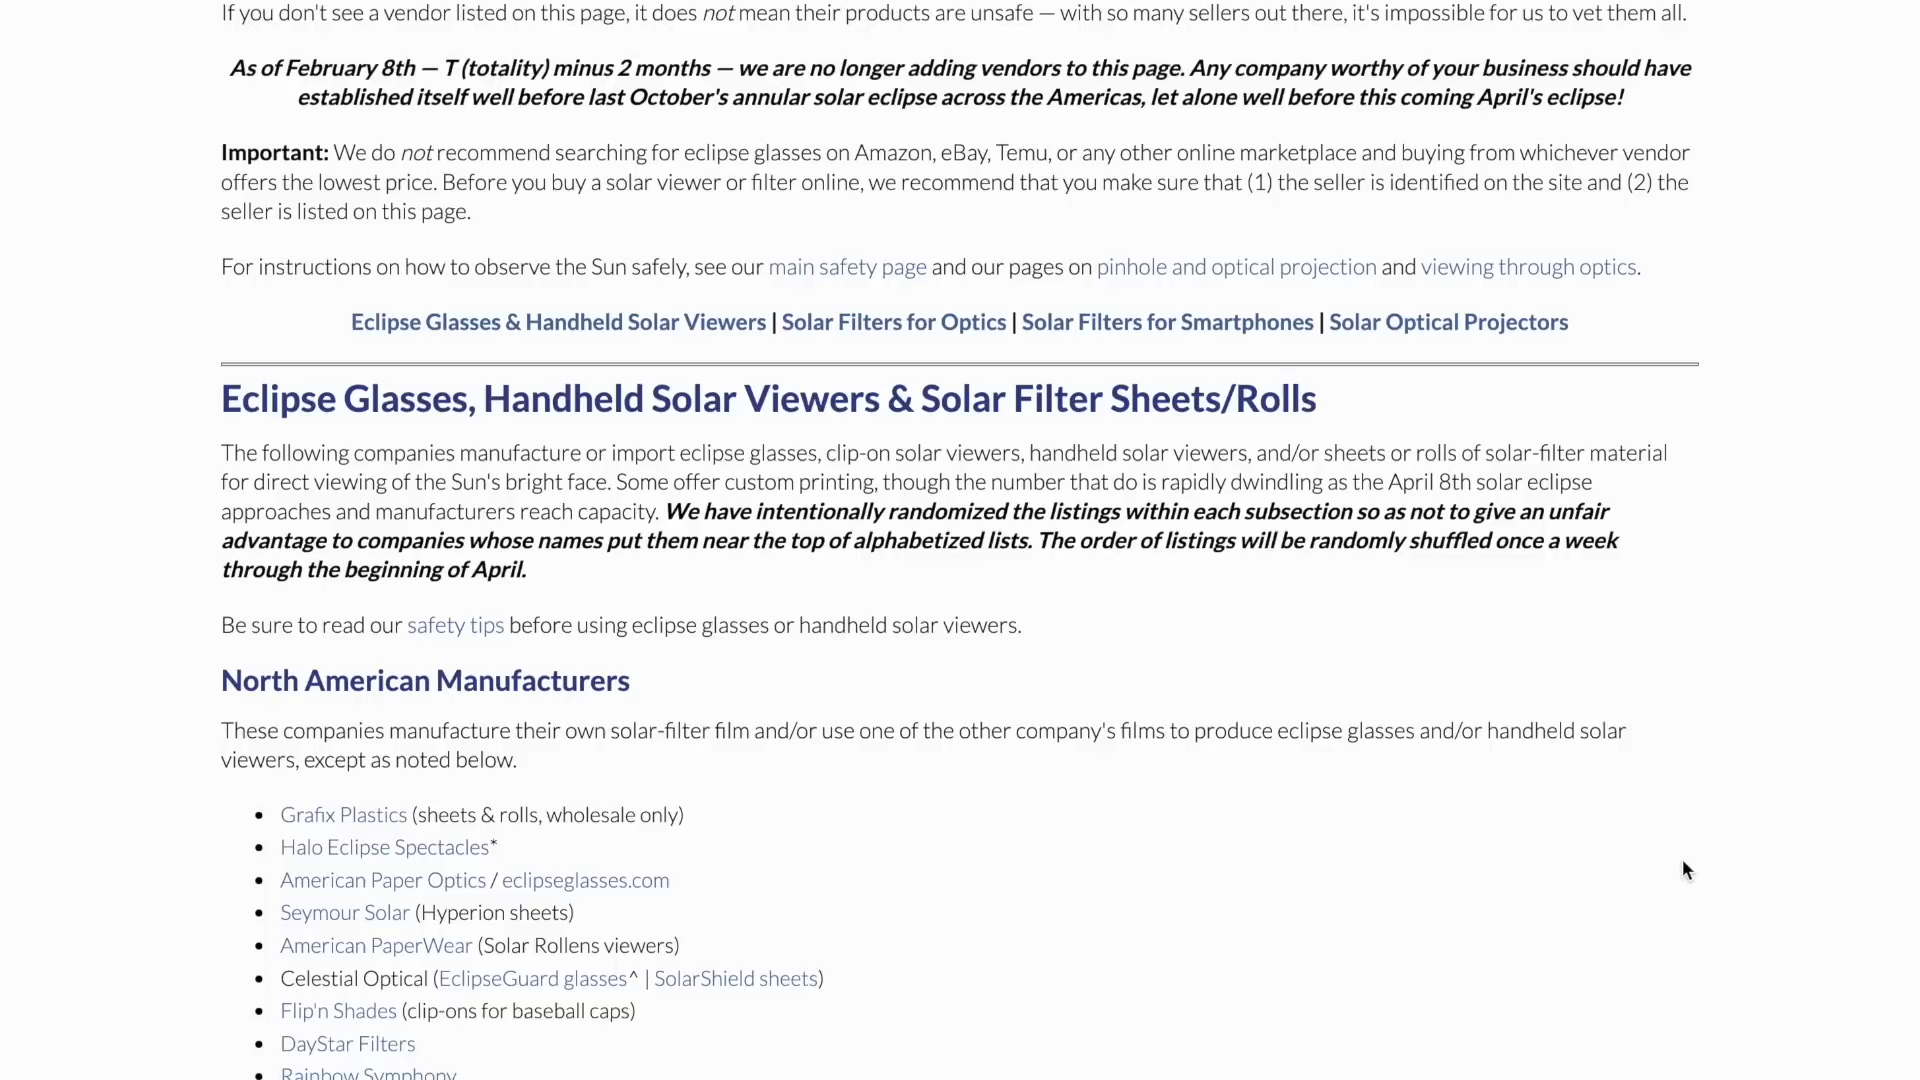 If you don't see a vendor listed on this page, it does not mean their products are unsafe — with so many sellers out there, it's impossible for us to vet them all.
As of February 8th — T (totality) minus 2 months — we are no longer adding vendors to this page. Any company worthy of your business should have
established itself well before last October's annular solar eclipse across the Americas, let alone well before this coming April's eclipse!
Important: We do not recommend searching for eclipse glasses on Amazon, eBay, Temu, or any other online marketplace and buying from whichever vendor
offers the lowest price. Before you buy a solar viewer or filter online, we recommend that you make sure that (1) the seller is identified on the site and (2) the
seller is listed on this page.
For instructions on how to observe the Sun safely, see our main safety page and our pages on pinhole and optical projection and viewing through optics.
Eclipse Glasses & Handheld Solar Viewers | Solar Filters for Optics | Solar Filters for Smartphones | Solar Optical Projectors
Eclipse Glasses, Handheld Solar Viewers & Solar Filter Sheets/Rolls
The following companies manufacture or import eclipse glasses, clip-on solar viewers, handheld solar viewers, and/or sheets or rolls of solar-filter material
for direct viewing of the Sun's bright face. Some offer custom printing, though the number that do is rapidly dwindling as the April 8th solar eclipse
approaches and manufacturers reach capacity. We have intentionally randomized the listings within each subsection so as not to give an unfair
advantage to companies whose names put them near the top of alphabetized lists. The order of listings will be randomly shuffled once a week
through the beginning of April.
Be sure to read our safety tips before using eclipse glasses or handheld solar viewers.
North American Manufacturers
These companies manufacture their own solar-filter film and/or use one of the other company's films to produce eclipse glasses and/or handheld solar
viewers, except as noted below.
• Grafix Plastics (sheets & rolls, wholesale only)
• Halo Eclipse Spectacles*
• American Paper Optics / eclipseglasses.com
• Seymour Solar (Hyperion sheets)
• American PaperWear (Solar Rollens viewers)
• Celestial Optical (EclipseGuard glasses^ | SolarShield sheets)
• Flip'n Shades (clip-ons for baseball caps)
• DayStar Filters
• Rainbow Symphony